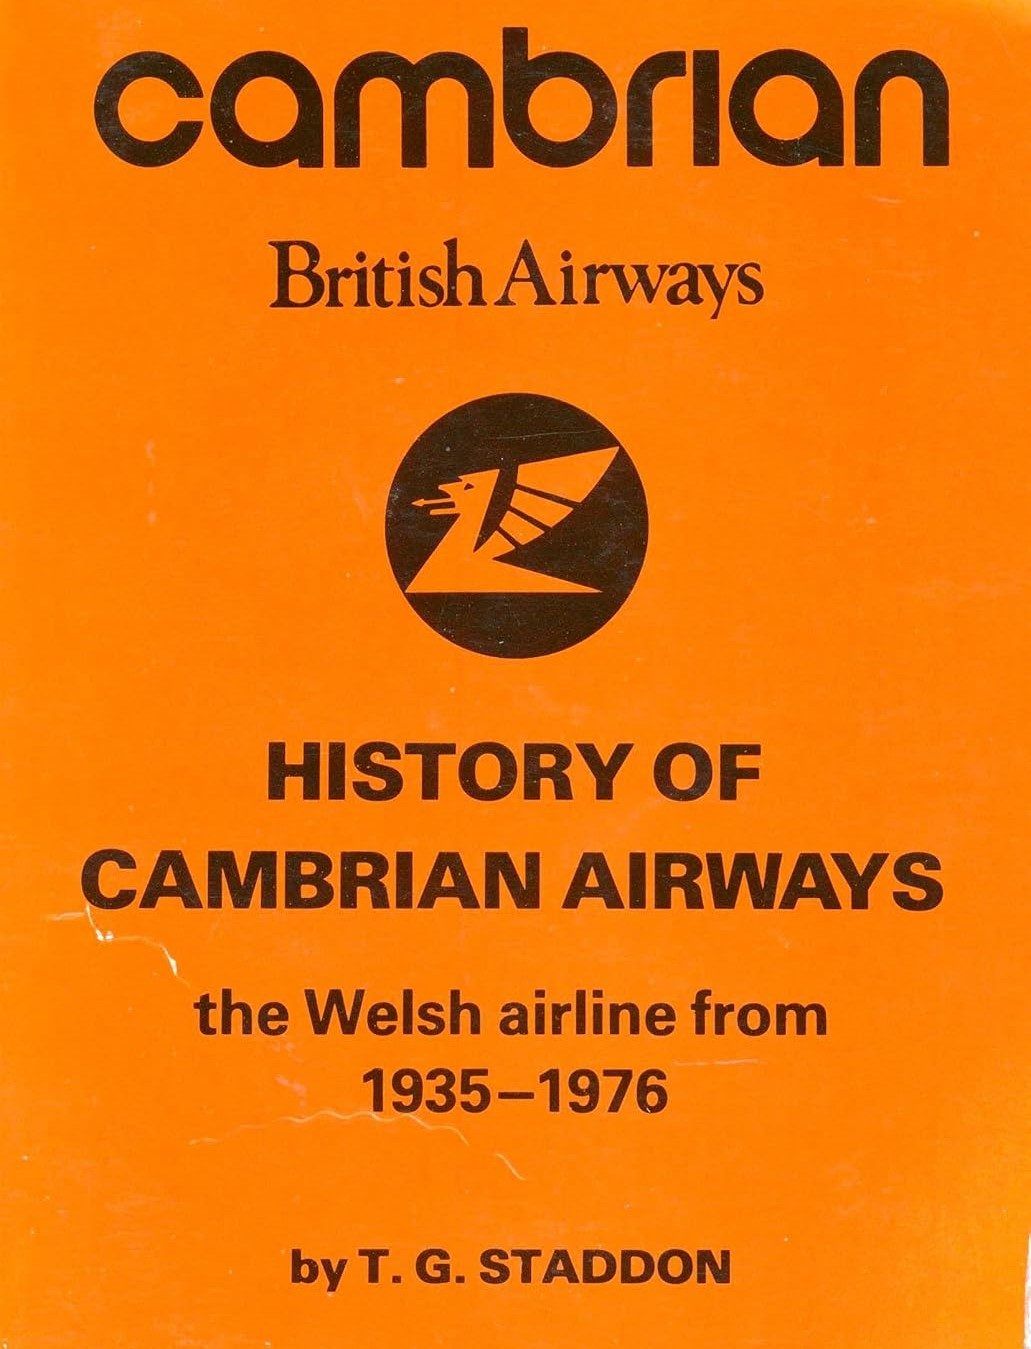 cambrian
British Airways
HISTORY OF
CAMBRIAN AIRWAYS
the Welsh airline from
1935–1976
by T. G. STADDON